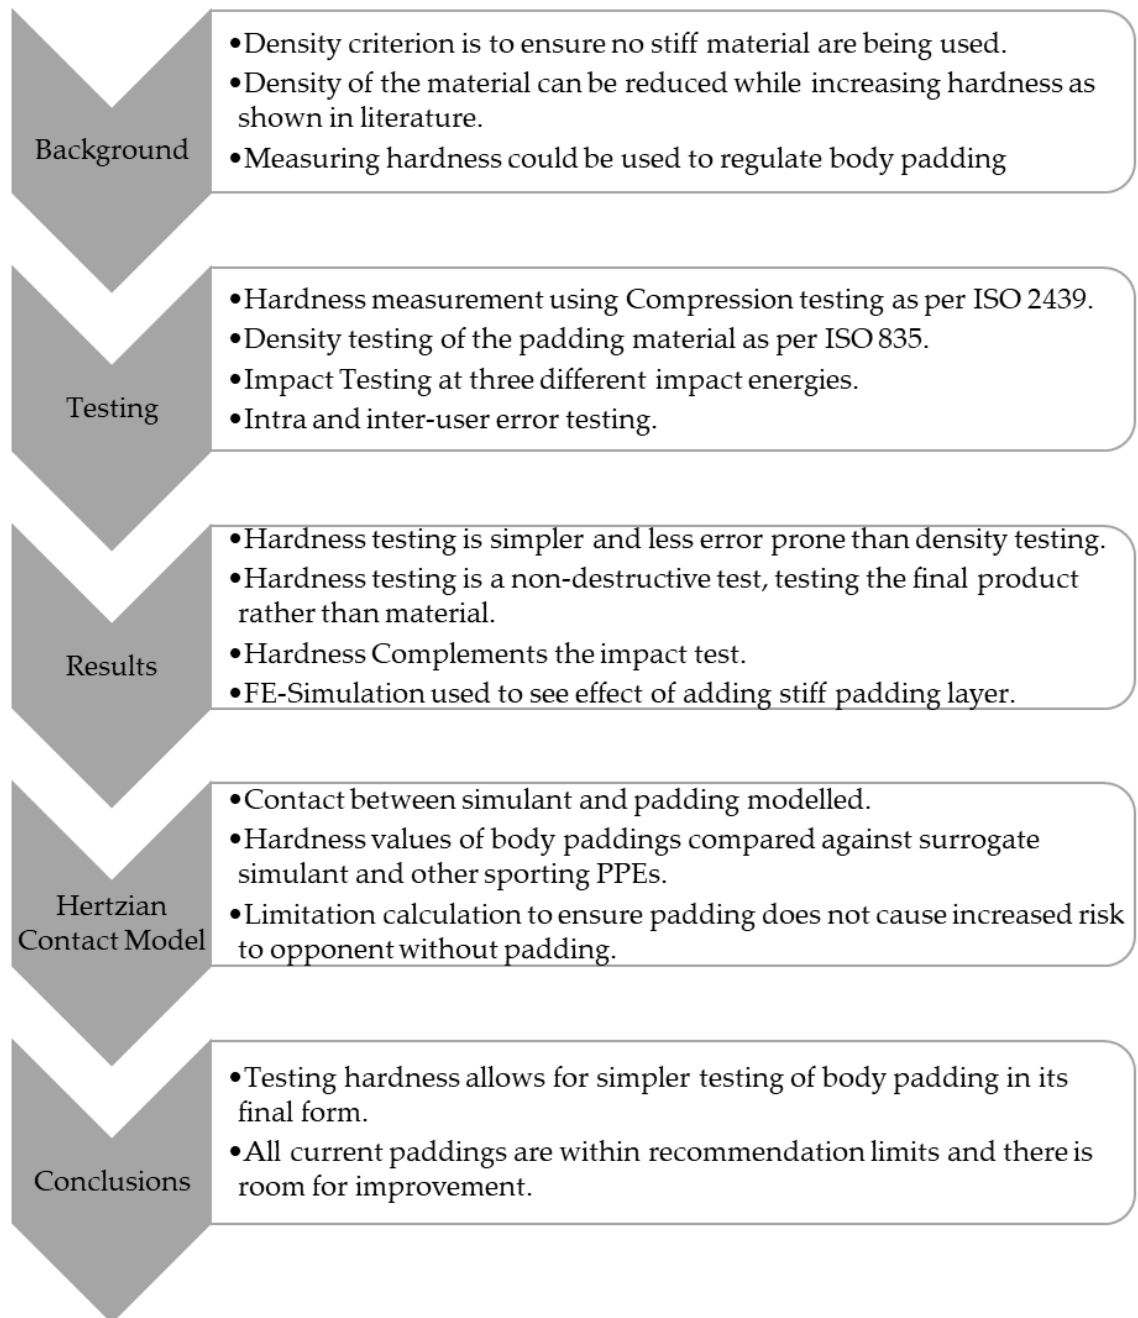 Background
•Density criterion is to ensure no stiff material are being used.
•Density of the material can be reduced while increasing hardness as
shown in literature.
•Measuring hardness could be used to regulate body padding
Testing
•Hardness measurement using Compression testing as per ISO 2439.
•Density testing of the padding material as per ISO 835.
•Impact Testing at three different impact energies.
•Intra and inter-user error testing.
Results
•Hardness testing is simpler and less error prone than density testing.
•Hardness testing is a non-destructive test, testing the final product
rather than material.
•Hardness Complements the impact test.
•FE-Simulation used to see effect of adding stiff padding layer.
Hertzian
Contact Model
•Contact between simulant and padding modelled.
•Hardness values of body paddings compared against surrogate
simulant and other sporting PPEs.
•Limitation calculation to ensure padding does not cause increased risk
to opponent without padding.
Conclusions
•Testing hardness allows for simpler testing of body padding in its
final form.
•All current paddings are within recommendation limits and there is
room for improvement.